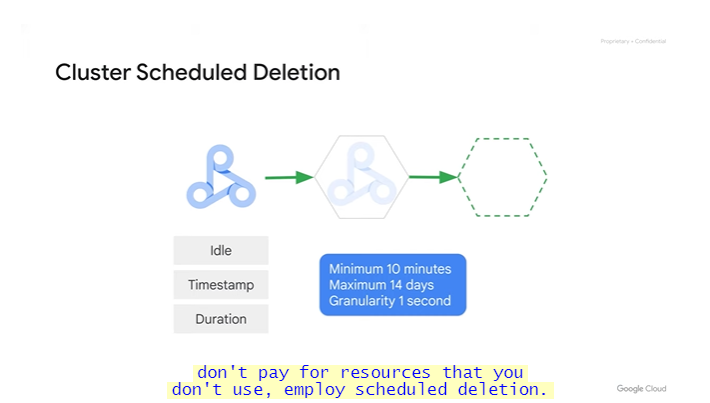 Proprietary + Confidential
Cluster Scheduled Deletion
Idle
Timestamp
Duration
Minimum 10 minutes
Maximum 14 days
Granularity 1 second
don't pay for resources that you
don't use, employ scheduled deletion.
Google Cloud